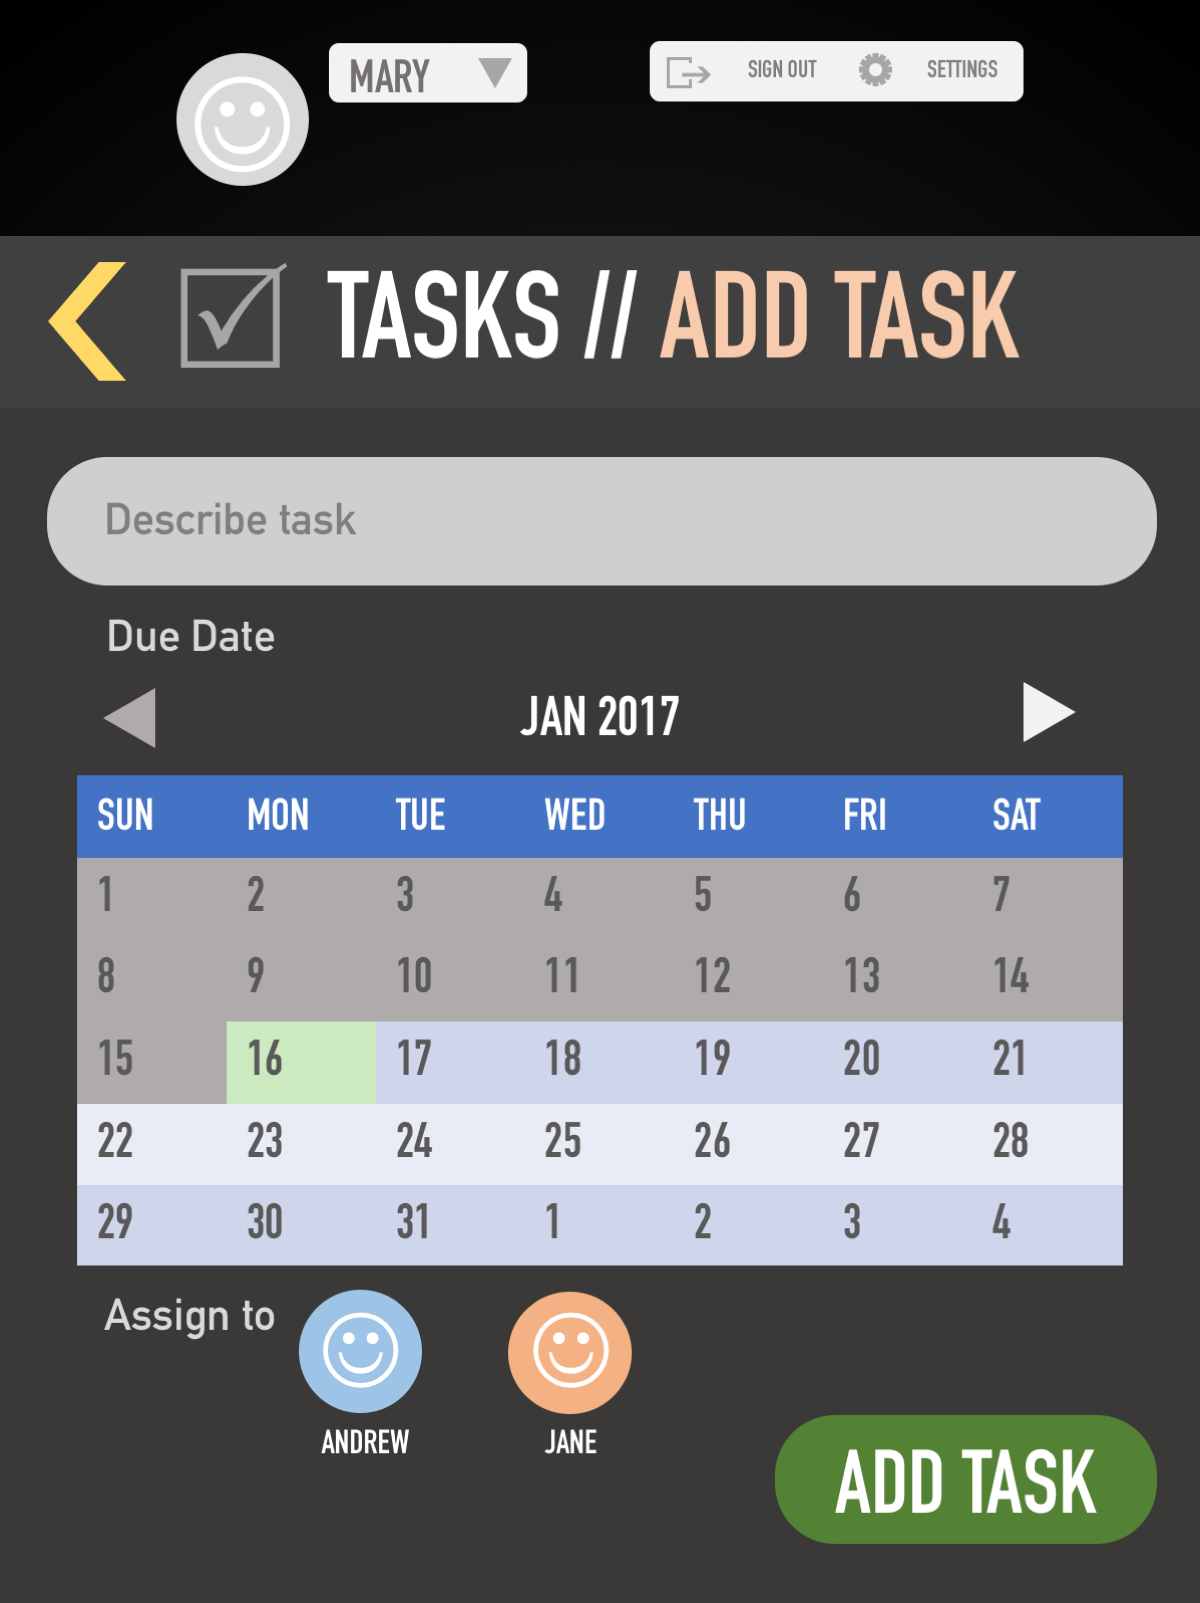 MARY
SIGN OUT SETTINGS
TASKS // ADD TASK
Describe task
Due Date
JAN 2017
SUN MON TUE WED THU FRI SAT
1 2 3 4 5 6 7
8 9 10 11 12 13 14
15 16 17 18 19 20 21
22 23 24 25 26 27 28
29 30 31 1 2 3 4
Assign to
ANDREW JANE
ADD TASK